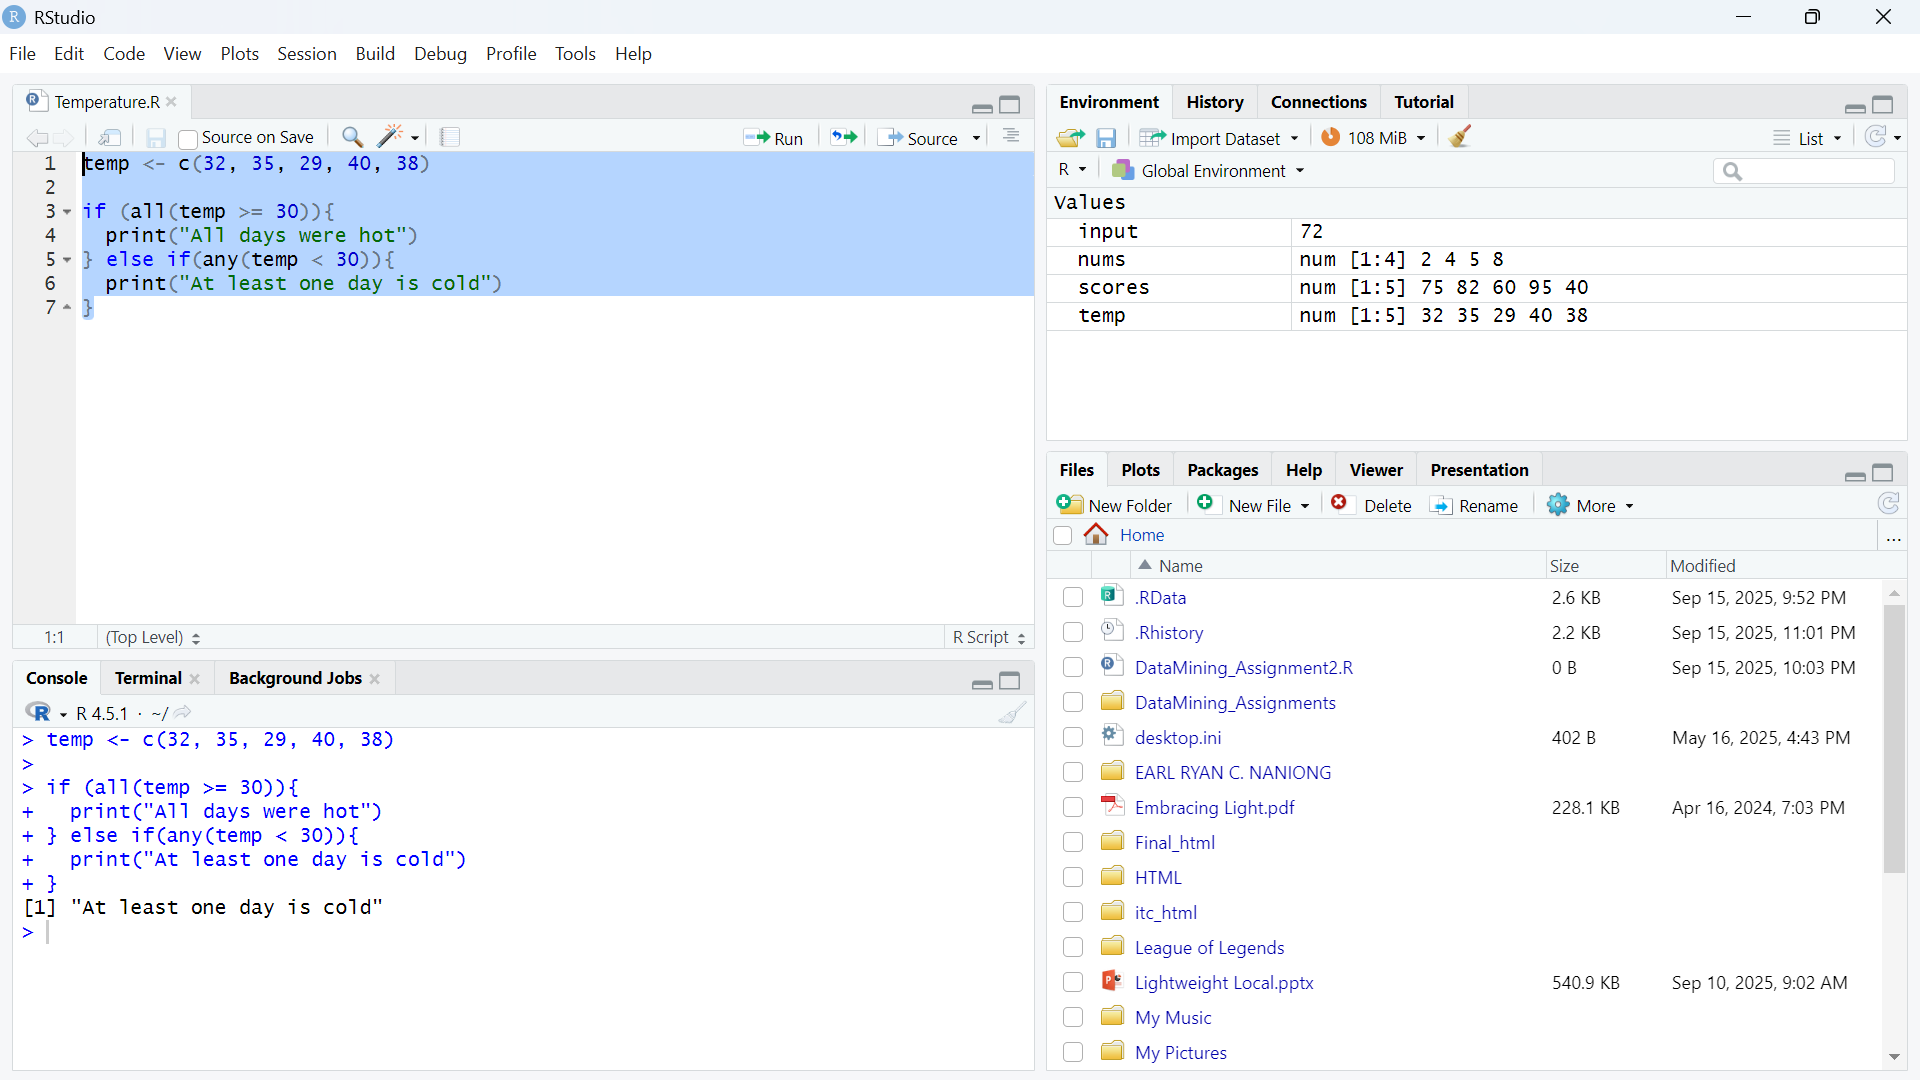 RStudio
File Edit Code View Plots Session Build Debug Profile Tools Help
Temperature.R
Source on Save Run Source
1 temp <- c(32, 35, 29, 40, 38)
2
3 if (all(temp >= 30)){
4   print("All days were hot")
5 } else if(any(temp < 30)){
6   print("At least one day is cold")
7 }
1:1 (Top Level) R Script
Console Terminal Background Jobs
R 4.5.1 · ~/
> temp <- c(32, 35, 29, 40, 38)
>
> if (all(temp >= 30)){
+   print("All days were hot")
+ } else if(any(temp < 30)){
+   print("At least one day is cold")
+ }
[1] "At least one day is cold"
>
Environment History Connections Tutorial
Import Dataset 108 MiB List
R Global Environment
Values
input 72
nums num [1:4] 2 4 5 8
scores num [1:5] 75 82 60 95 40
temp num [1:5] 32 35 29 40 38
Files Plots Packages Help Viewer Presentation
New Folder New File Delete Rename More
Home ...
Name Size Modified
.RData 2.6 KB Sep 15, 2025, 9:52 PM
.Rhistory 2.2 KB Sep 15, 2025, 11:01 PM
DataMining_Assignment2.R 0 B Sep 15, 2025, 10:03 PM
DataMining_Assignments
desktop.ini 402 B May 16, 2025, 4:43 PM
EARL RYAN C. NANIONG
Embracing Light.pdf 228.1 KB Apr 16, 2024, 7:03 PM
Final_html
HTML
itc_html
League of Legends
Lightweight Local.pptx 540.9 KB Sep 10, 2025, 9:02 AM
My Music
My Pictures